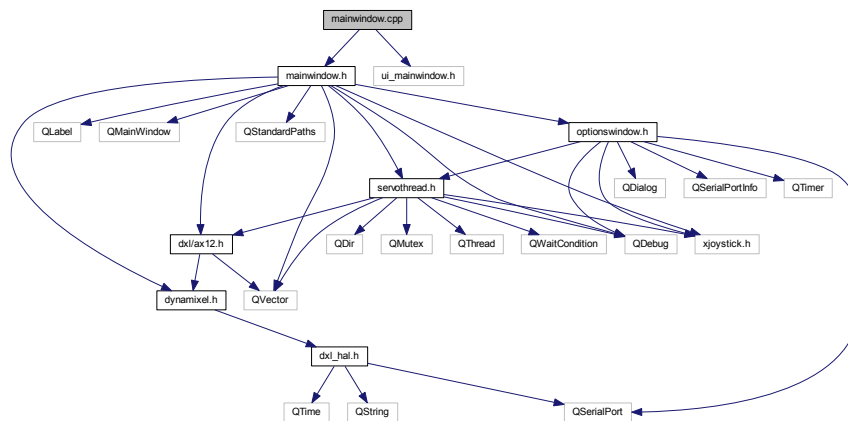 mainwindow.cpp
mainwindow.h
ui_mainwindow.h
QLabel
QMainWindow
QStandardPaths
optionswindow.h
servothread.h
QDialog
QSerialPortInfo
QTimer
dxl/ax12.h
QDir
QMutex
QThread
QWaitCondition
QDebug
xjoystick.h
dynamixel.h
QVector
dxl_hal.h
QTime
QString
QSerialPort